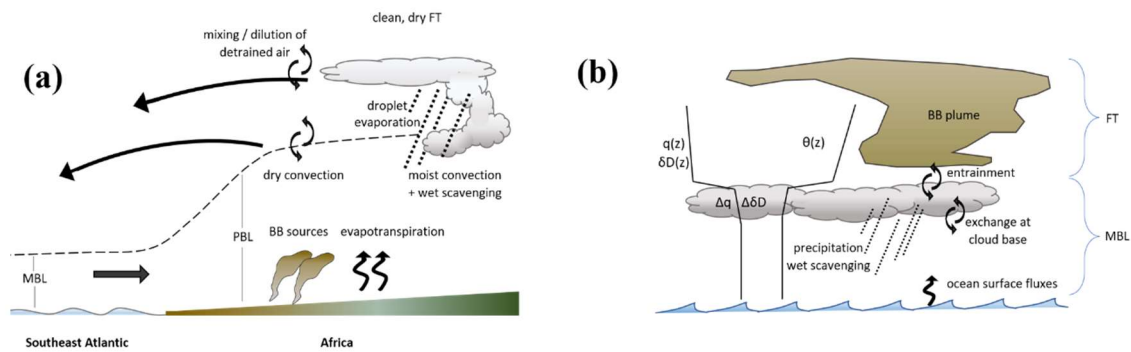 (a)
clean, dry FT
mixing / dilution of
detrained air
droplet
evaporation
dry convection
moist convection
+ wet scavenging
PBL
BB sources
evapotranspiration
MBL
Southeast Atlantic
Africa
(b)
BB plume
FT
q(z)
δD(z)
θ(z)
entrainment
Δq
ΔδD
exchange at
cloud base
MBL
precipitation
wet scavenging
ocean surface fluxes